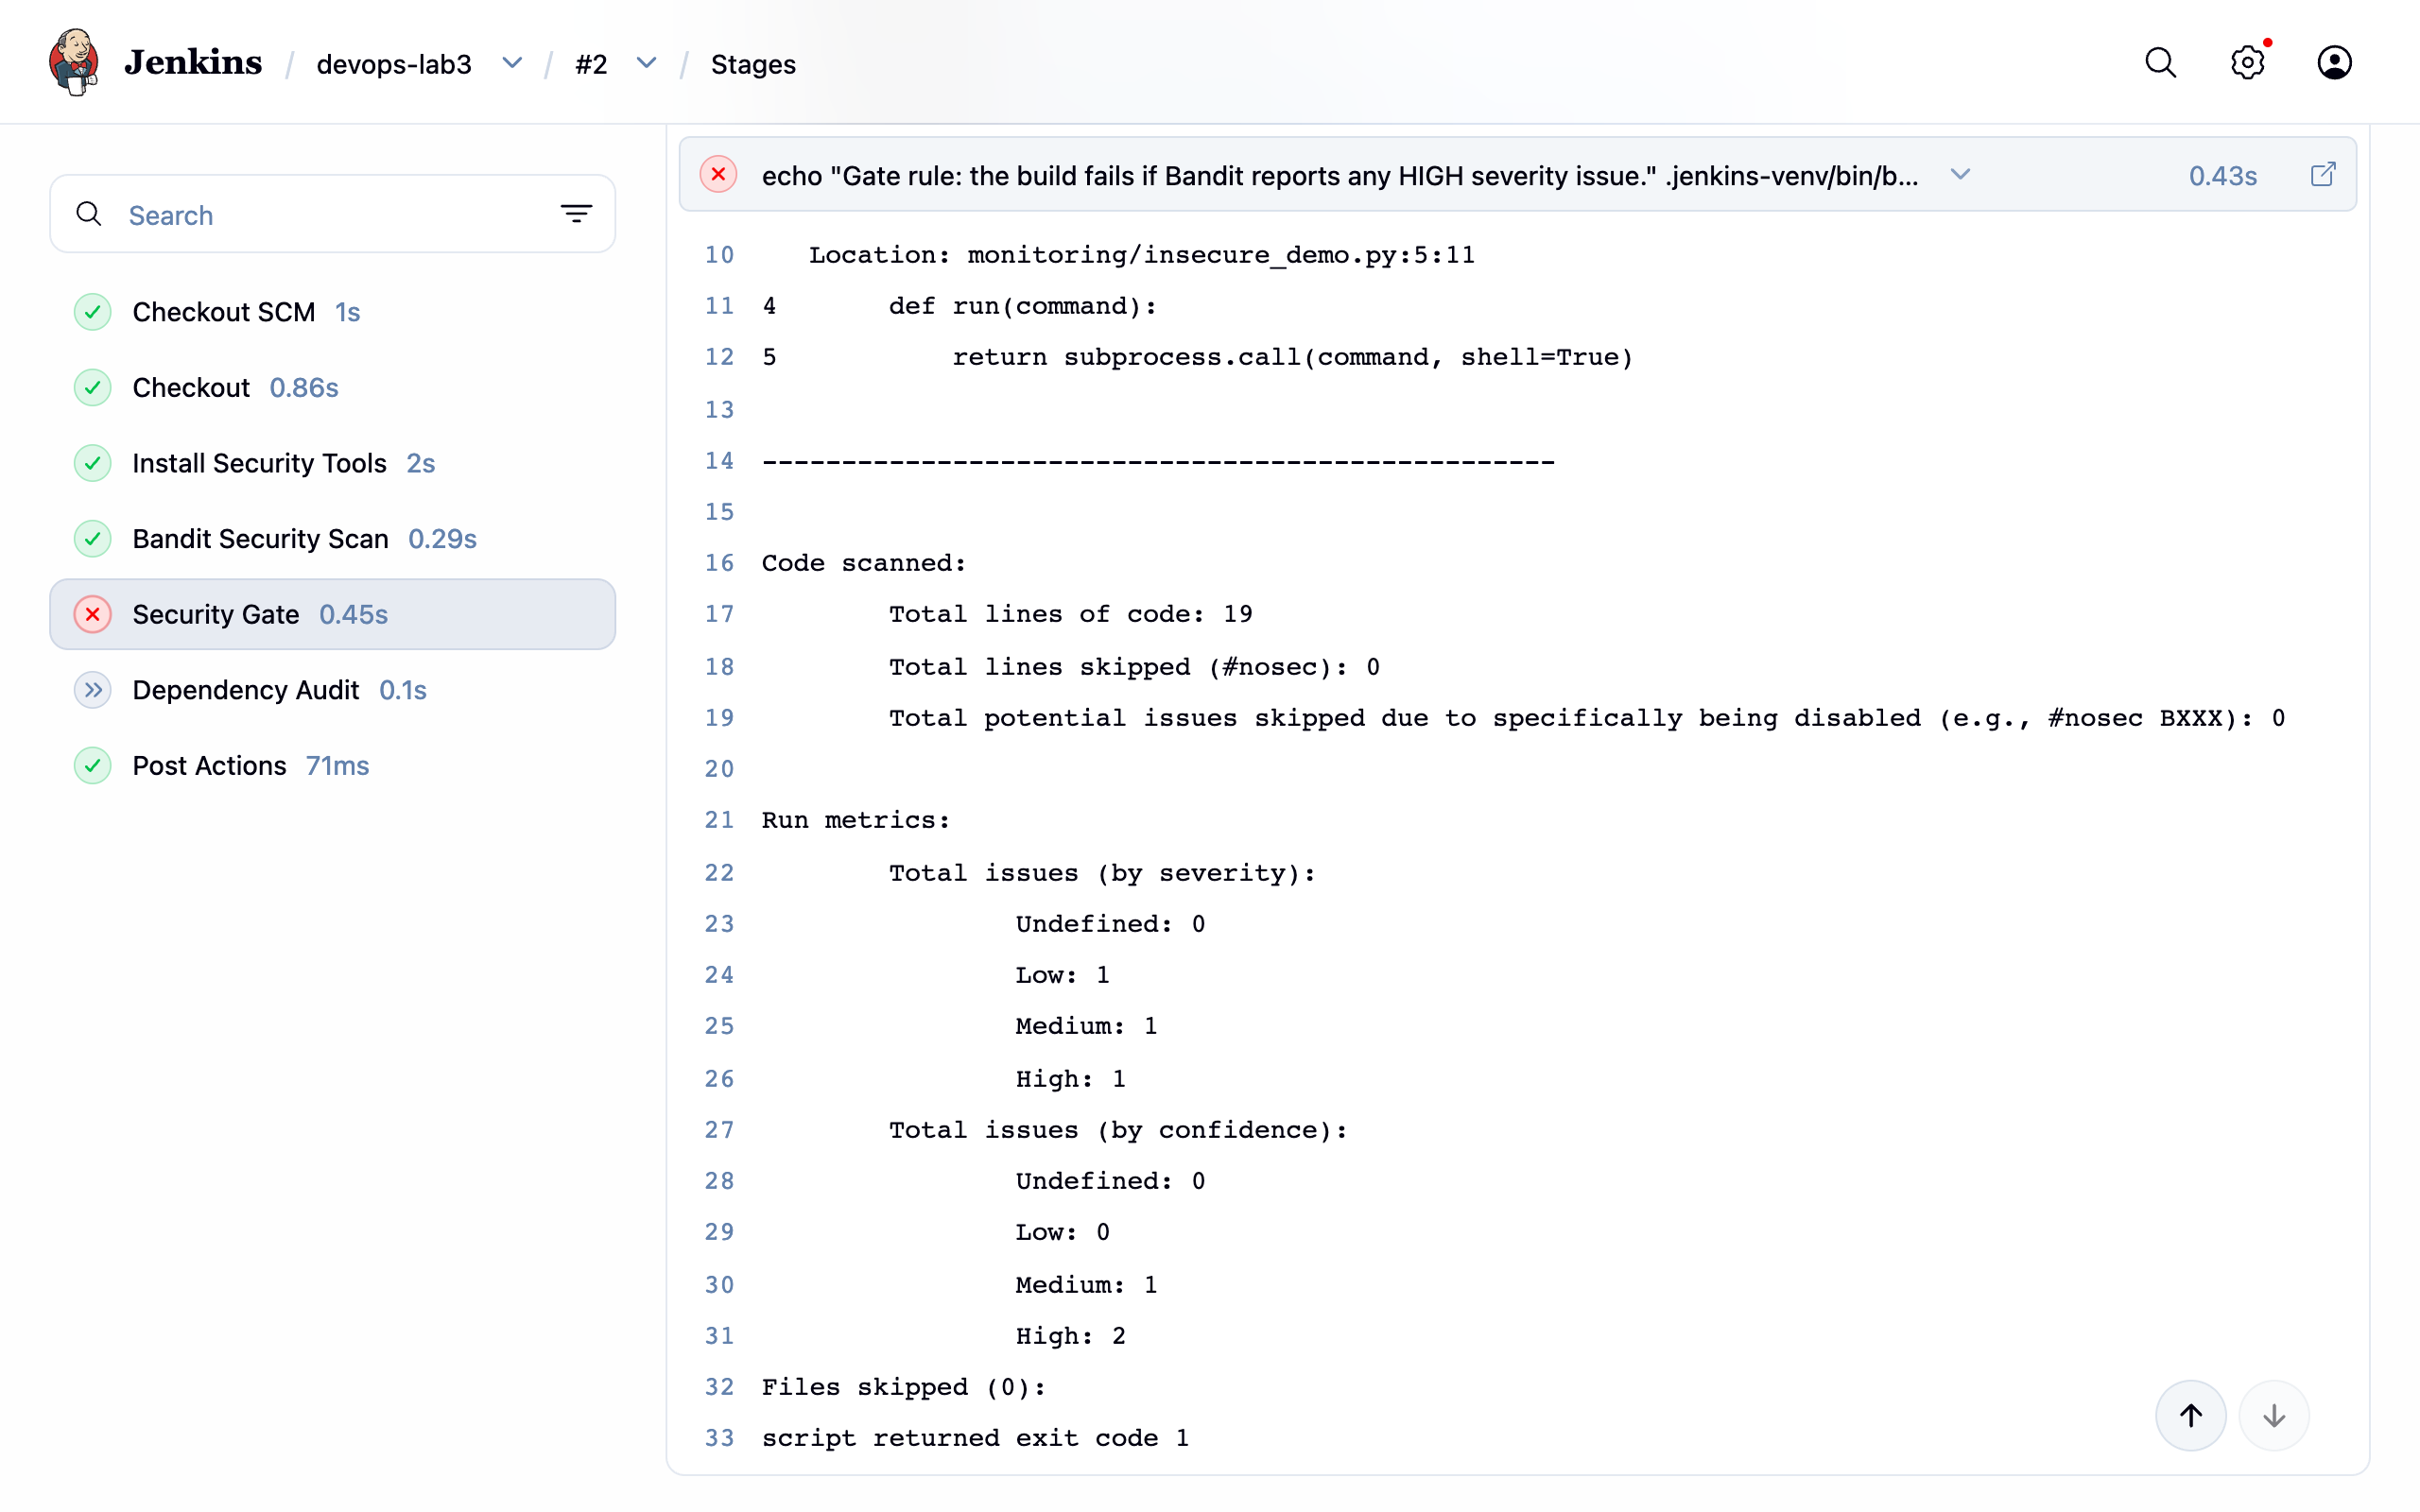 Jenkins / devops-lab3 / #2 / Stages
Search
Checkout SCM 1s
Checkout 0.86s
Install Security Tools 2s
Bandit Security Scan 0.29s
Security Gate 0.45s
Dependency Audit 0.1s
Post Actions 71ms
echo "Gate rule: the build fails if Bandit reports any HIGH severity issue." .jenkins-venv/bin/b... 0.43s
10 Location: monitoring/insecure_demo.py:5:11
11 4 def run(command):
12 5 return subprocess.call(command, shell=True)
13
14 --------------------------------------------------
15
16 Code scanned:
17 Total lines of code: 19
18 Total lines skipped (#nosec): 0
19 Total potential issues skipped due to specifically being disabled (e.g., #nosec BXXX): 0
20
21 Run metrics:
22 Total issues (by severity):
23 Undefined: 0
24 Low: 1
25 Medium: 1
26 High: 1
27 Total issues (by confidence):
28 Undefined: 0
29 Low: 0
30 Medium: 1
31 High: 2
32 Files skipped (0):
33 script returned exit code 1